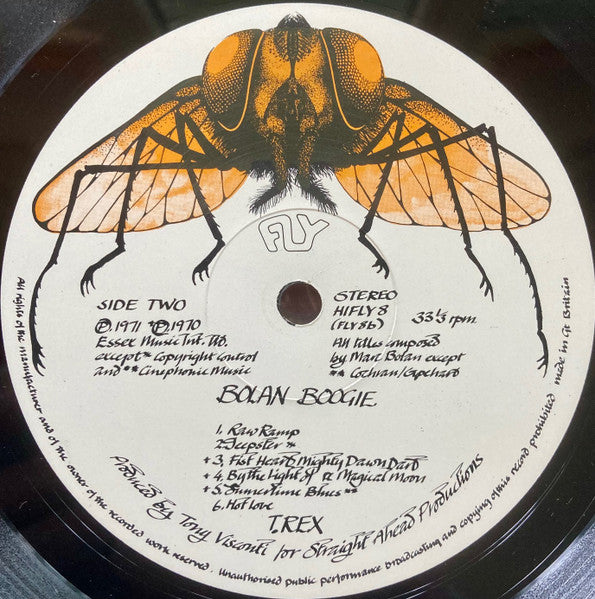 FLY
SIDE TWO
Ⓟ1971 *Ⓟ1970
Essex Music Int. Ltd.
except* Copyright Control
and ** Cinephonic Music
STEREO
HIFLY 8
(FLY 8b)
33⅓ rpm
All titles composed
by Marc Bolan except
** Cochran/Capehard
BOLAN BOOGIE
1. Raw Ramp
2. Jeepster *
+ 3. Fist Heart Mighty Dawn Dart
+ 4. By the Light of a Magical Moon
+ 5. Summertime Blues **
6. Hot love
T.REX
Produced by Tony Visconti for Straight Ahead Productions
All rights of the manufacturer and of the owner of the recorded work reserved. Unauthorised public performance broadcasting and copying of this record prohibited made in Gt Britain